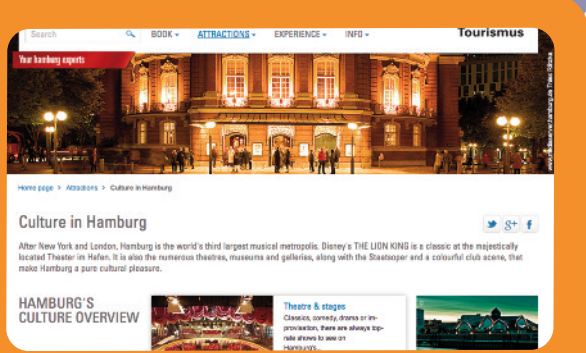 Search
BOOK
ATTRACTIONS
EXPERIENCE
INFO
Tourismus
Your hamburg experts
Home page > Attractions > Culture in Hamburg
Culture in Hamburg
g+ f
After New York and London, Hamburg is the world's third largest musical metropolis. Disney's THE LION KING is a classic at the majestically
located Theater im Hafen. It is also the numerous theatres, museums and galleries, along with the Staatsoper and a colourful club scene, that
make Hamburg a pure cultural pleasure.
HAMBURG'S
CULTURE OVERVIEW
Theatre & stages
Classics, comedy, drama or im-
provisation, there are always top-
rate shows to see on
Hamburg's...